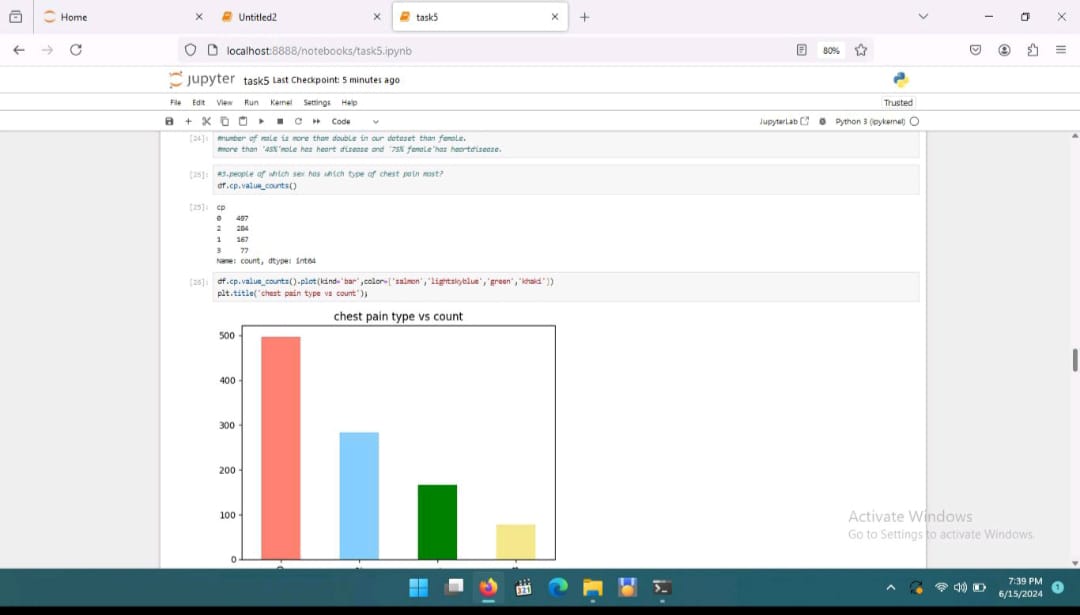 Home
Untitled2
task5
localhost:8888/notebooks/task5.ipynb
80%
jupyter task5 Last Checkpoint: 5 minutes ago
File Edit View Run Kernel Settings Help
Trusted
Code
JupyterLab
Python 3 (ipykernel)
[24]: #number of male is more than double in our dataset than female.
#more than '45%'male has heart disease and '75% female'has heartdisease.
[25]: #3.people of which sex has which type of chest pain most?
df.cp.value_counts()
[25]: cp
0 497
2 284
1 167
3 77
Name: count, dtype: int64
[26]: df.cp.value_counts().plot(kind='bar',color=['salmon','lightskyblue','green','khaki'])
plt.title('chest pain type vs count');
chest pain type vs count
500
400
300
200
100
0
Activate Windows
Go to Settings to activate Windows.
321
7:39 PM
6/15/2024
1